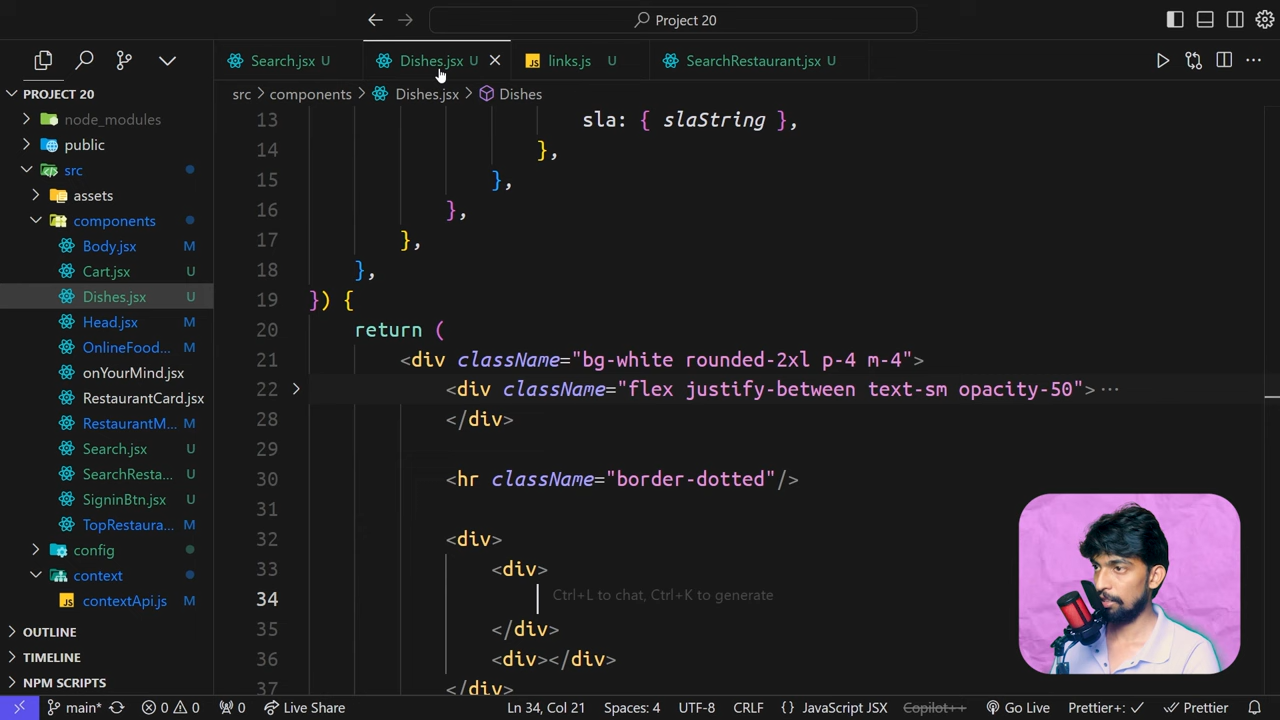 Project 20
Search.jsx U
Dishes.jsx U
links.js U
SearchRestaurant.jsx U
PROJECT 20
src > components > Dishes.jsx > Dishes
node_modules
public
src
assets
components
Body.jsx M
Cart.jsx U
Dishes.jsx U
Head.jsx M
OnlineFood... M
onYourMind.jsx
RestaurantCard.jsx
RestaurantM... M
Search.jsx U
SearchResta... U
SigninBtn.jsx U
TopRestaura... M
config
context
contextApi.js M
OUTLINE
TIMELINE
NPM SCRIPTS
13 sla: { slaString },
14 },
15 },
16 },
17 },
18 },
19 }) {
20 return (
21 <div className="bg-white rounded-2xl p-4 m-4">
22 <div className="flex justify-between text-sm opacity-50"> ···
28 </div>
29
30 <hr className="border-dotted"/>
31
32 <div>
33 <div>
34 Ctrl+L to chat, Ctrl+K to generate
35 </div>
36 <div></div>
37 </div>
main* 0 0 0 Live Share Ln 34, Col 21 Spaces: 4 UTF-8 CRLF {} JavaScript JSX Copilot++ Go Live Prettier+: ✓ Prettier